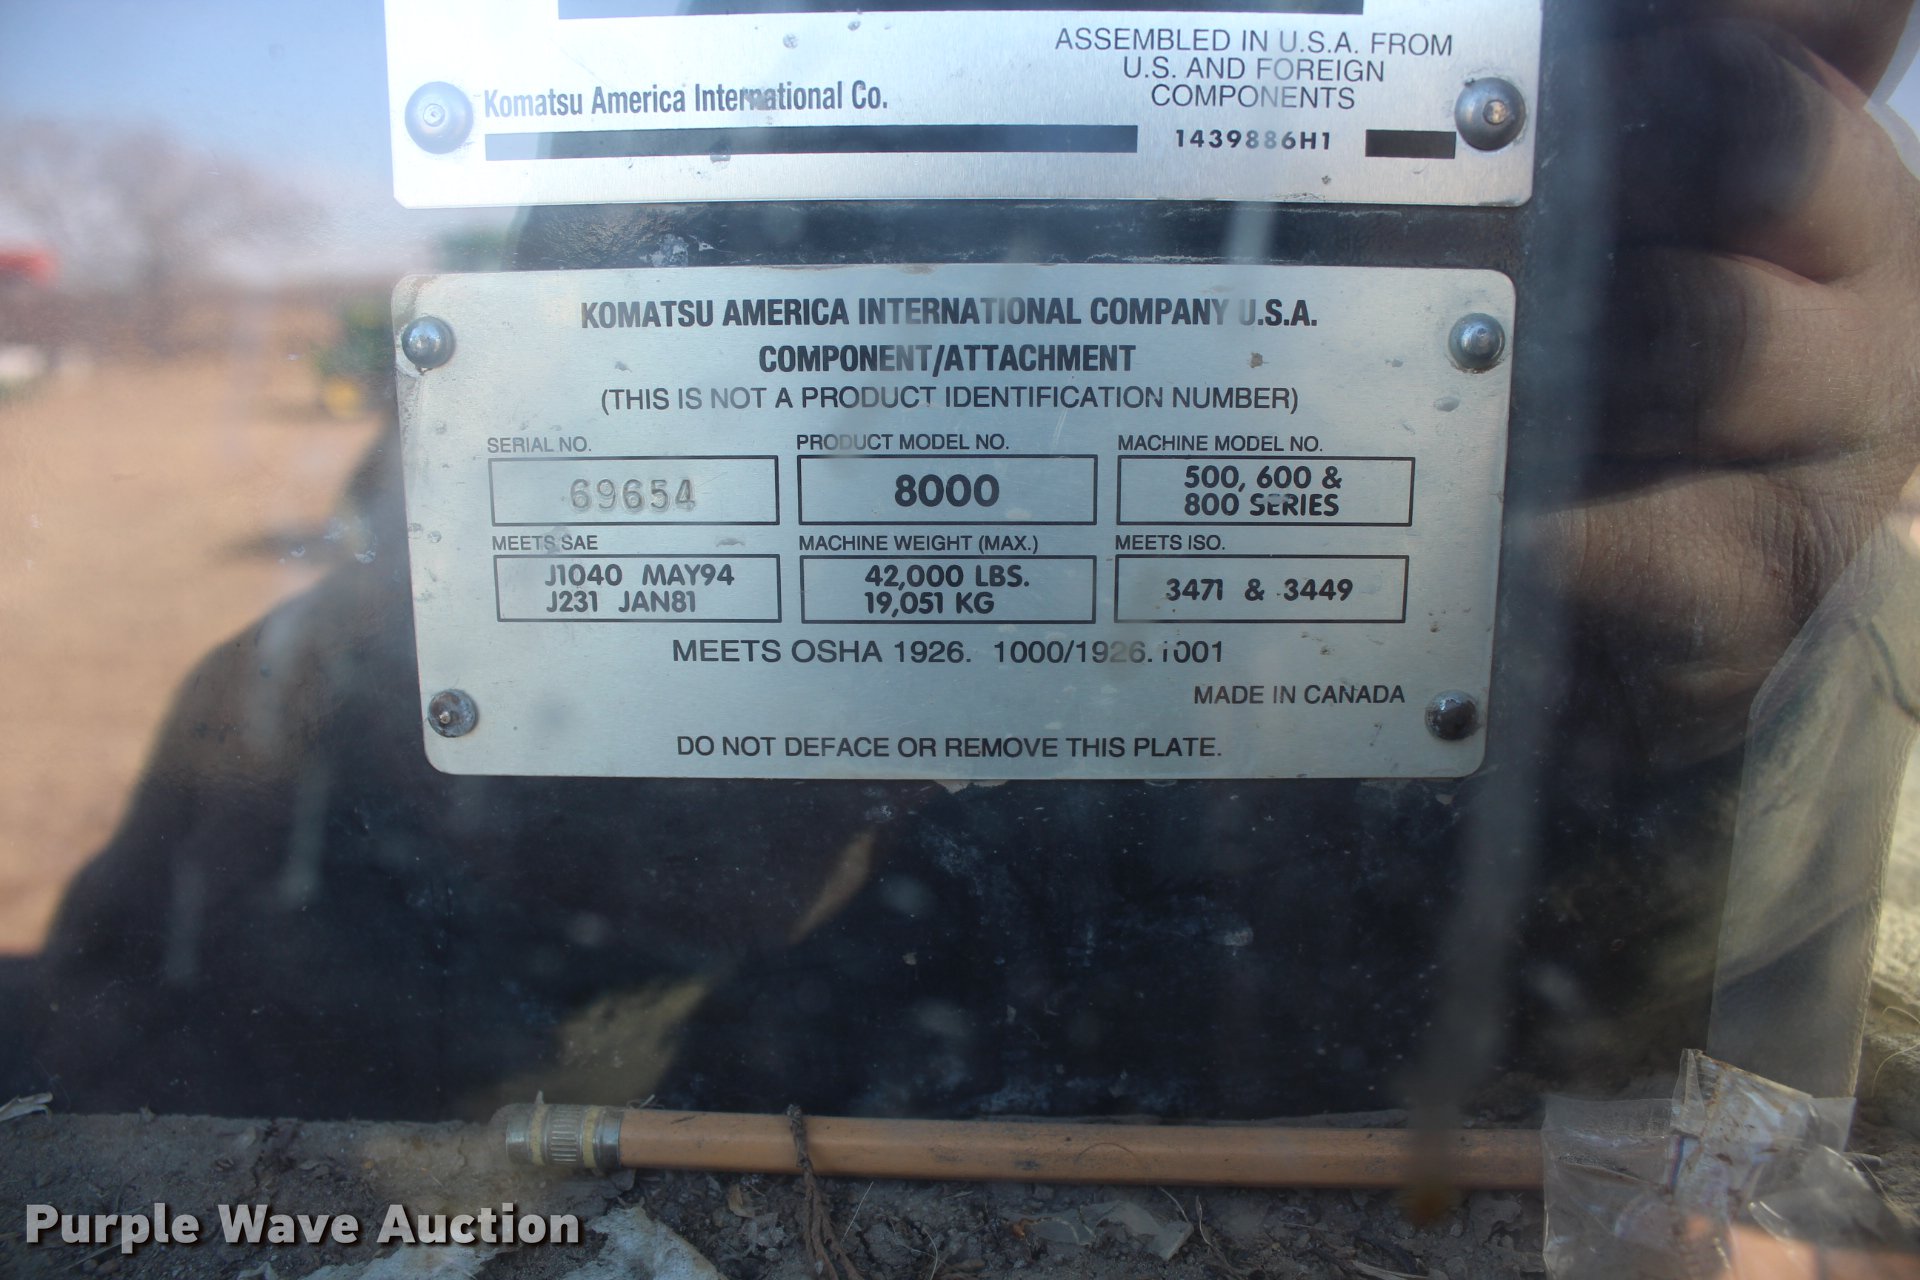 ASSEMBLED IN U.S.A. FROM
U.S. AND FOREIGN
COMPONENTS
Komatsu America International Co.
1439886H1
KOMATSU AMERICA INTERNATIONAL COMPANY U.S.A.
COMPONENT/ATTACHMENT
(THIS IS NOT A PRODUCT IDENTIFICATION NUMBER)
SERIAL NO. PRODUCT MODEL NO. MACHINE MODEL NO.
69654 8000 500, 600 &
800 SERIES
MEETS SAE MACHINE WEIGHT (MAX.) MEETS ISO.
J1040 MAY94 42,000 LBS. 3471 & 3449
J231 JAN81 19,051 KG
MEETS OSHA 1926. 1000/1926.1001
MADE IN CANADA
DO NOT DEFACE OR REMOVE THIS PLATE.
Purple Wave Auction